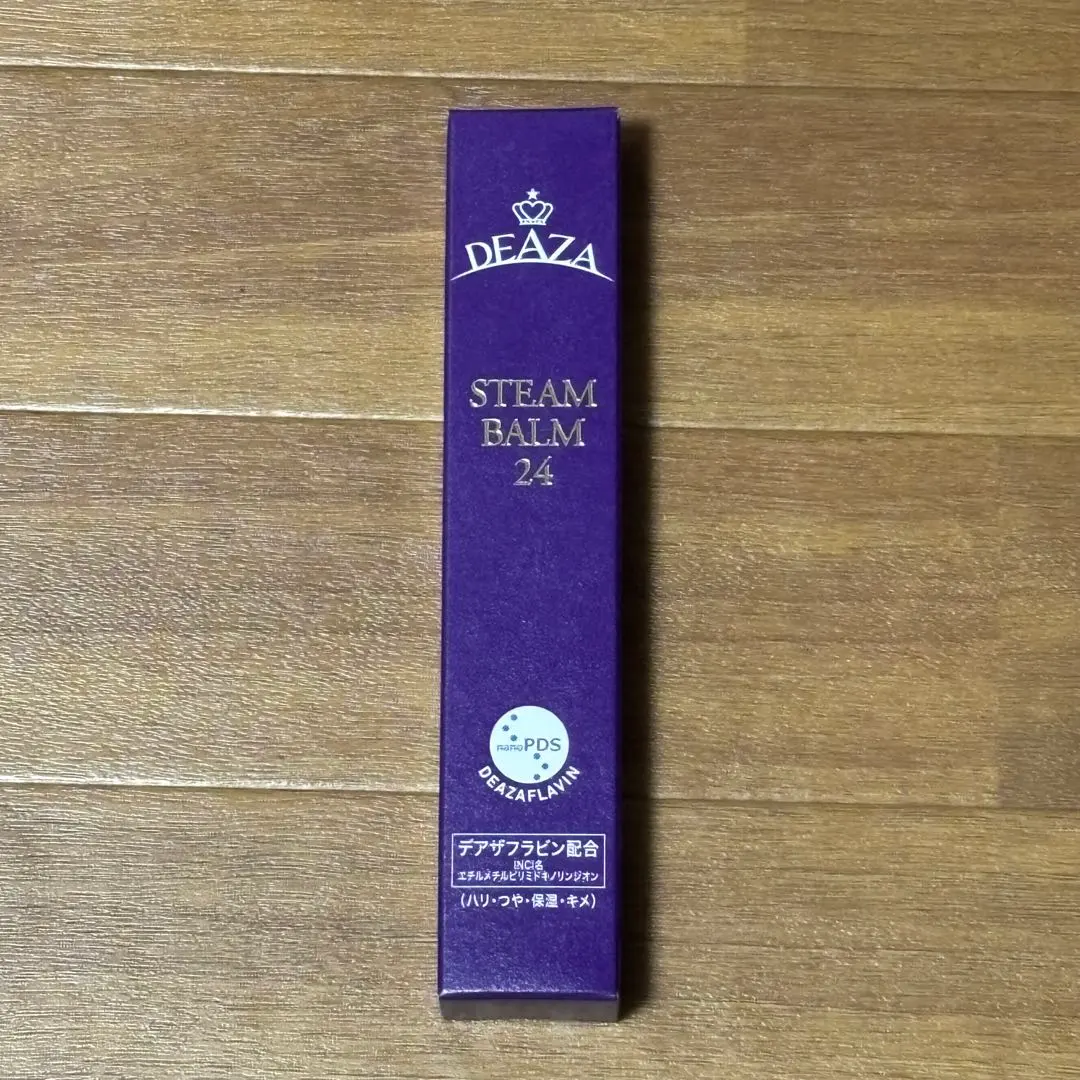 DEAZA
STEAM
BALM
24
nanoPDS
DEAZAFLAVIN
デアザフラビン配合
INCI名
エチルメチルピリミドキノリンジオン
(ハリ・つや・保湿・キメ)